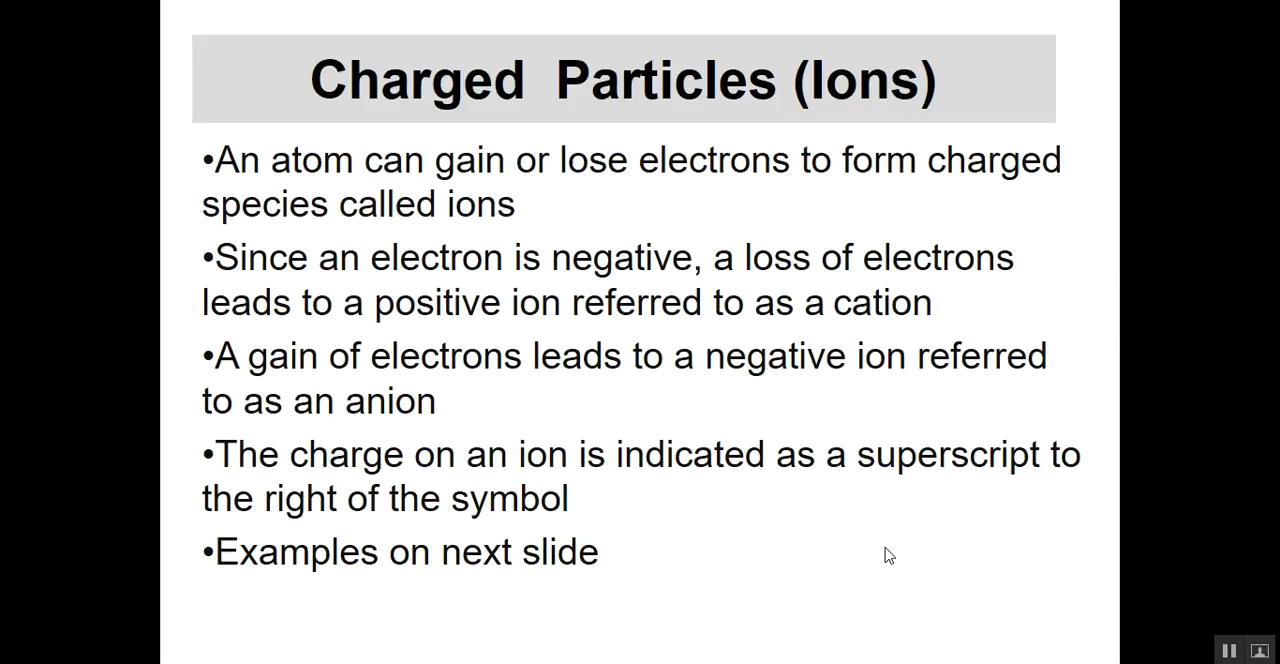 Charged Particles (Ions)
•An atom can gain or lose electrons to form charged
species called ions
•Since an electron is negative, a loss of electrons
leads to a positive ion referred to as a cation
•A gain of electrons leads to a negative ion referred
to as an anion
•The charge on an ion is indicated as a superscript to
the right of the symbol
•Examples on next slide